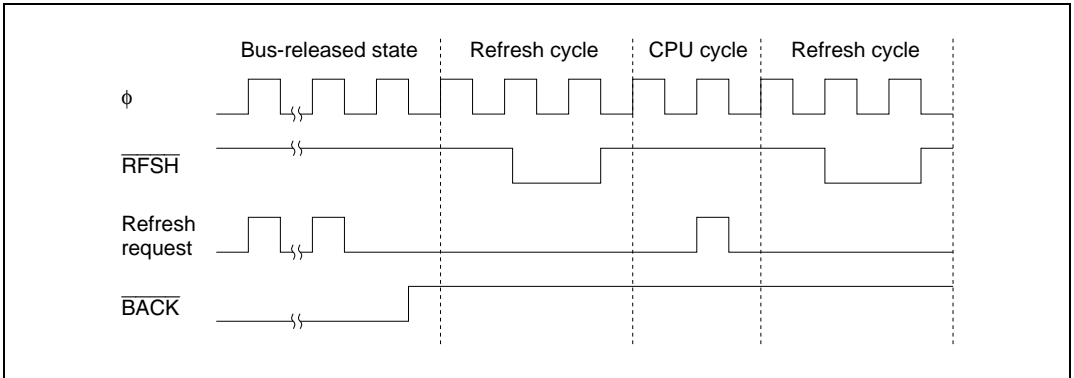 Bus-released state Refresh cycle CPU cycle Refresh cycle
φ
RFSH
Refresh
request
BACK